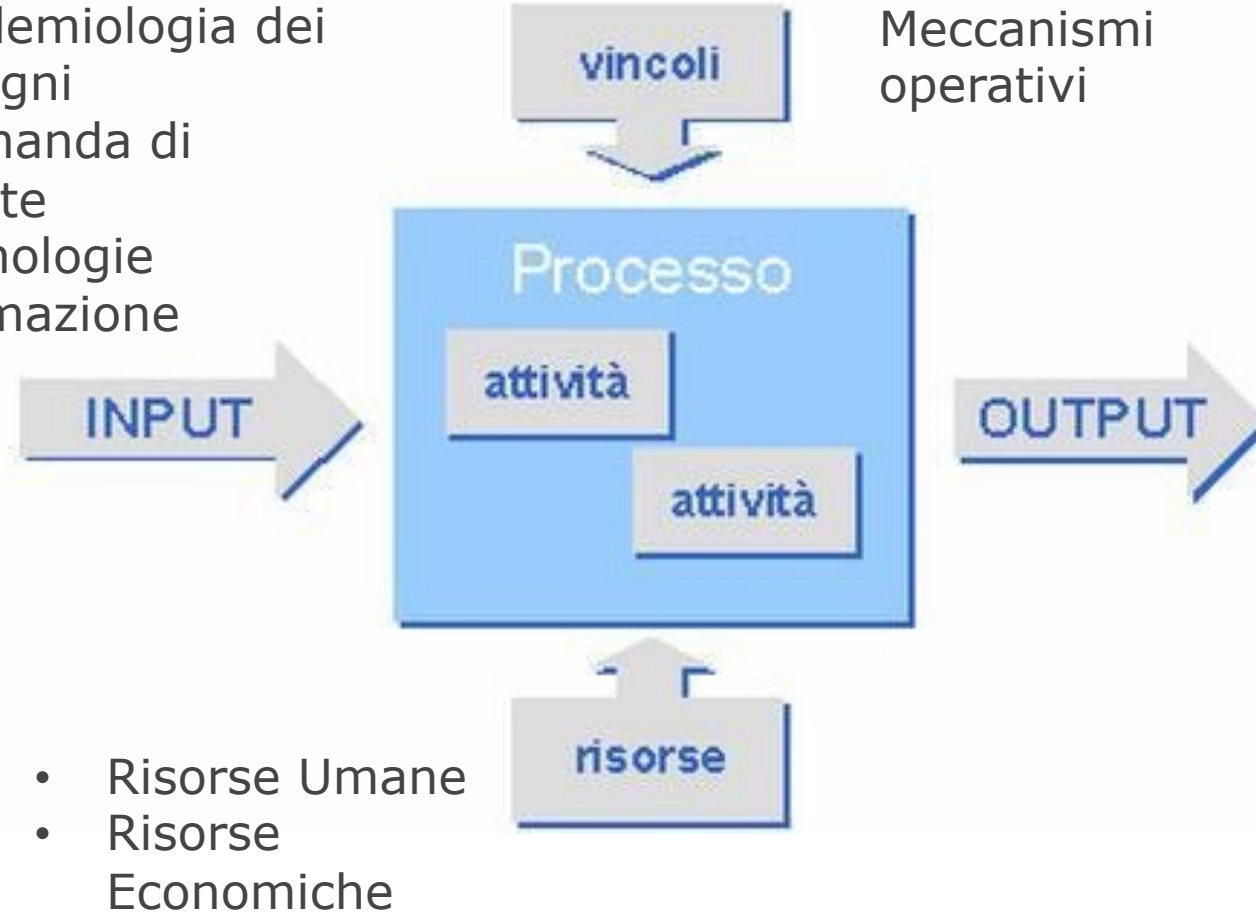 lemiologia dei
gni
nanda di
te
nologie
mazione
vincoli
Meccanismi
operativi
Processo
attività
attività
INPUT
OUTPUT
risorse
• Risorse Umane
• Risorse
Economiche